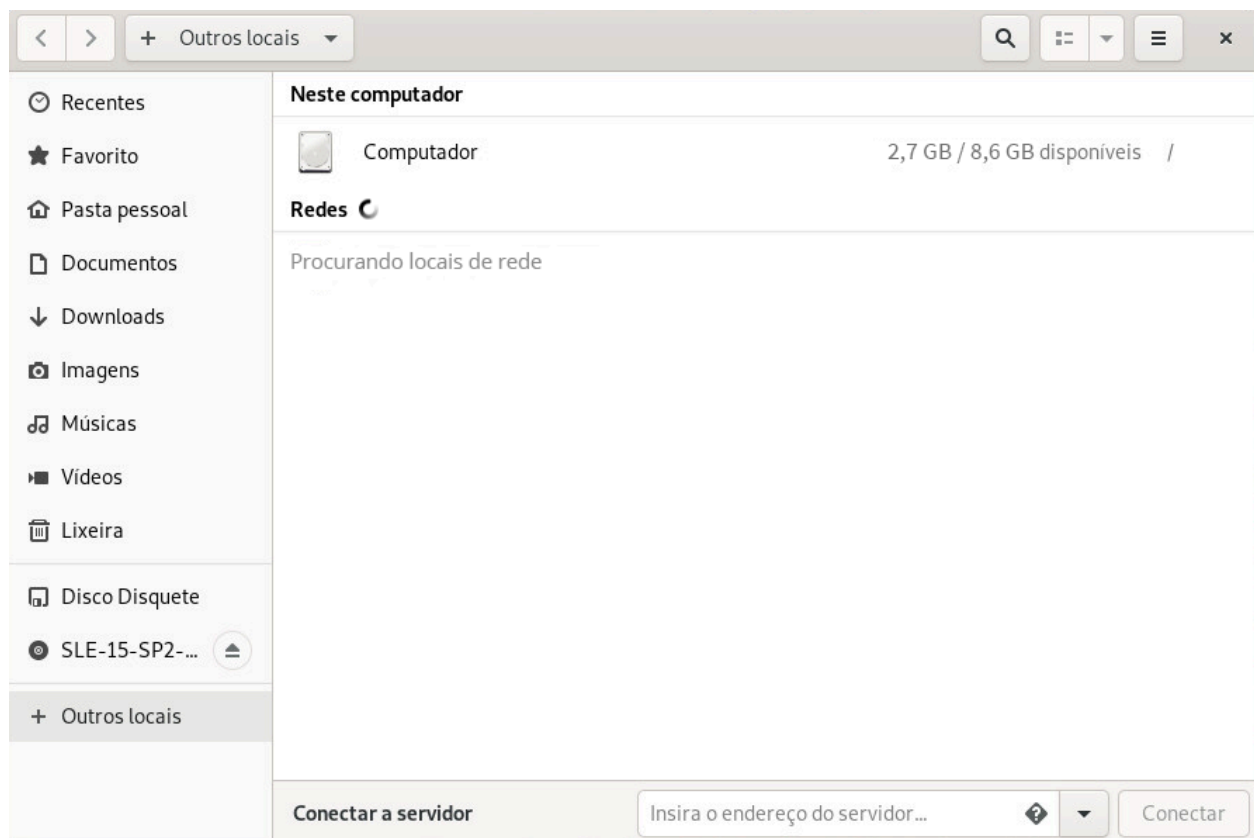 + Outros locais
Recentes
Favorito
Pasta pessoal
Documentos
Downloads
Imagens
Músicas
Vídeos
Lixeira
Disco Disquete
SLE-15-SP2-...
+ Outros locais
Neste computador
Computador 2,7 GB / 8,6 GB disponíveis /
Redes
Procurando locais de rede
Conectar a servidor Insira o endereço do servidor... Conectar